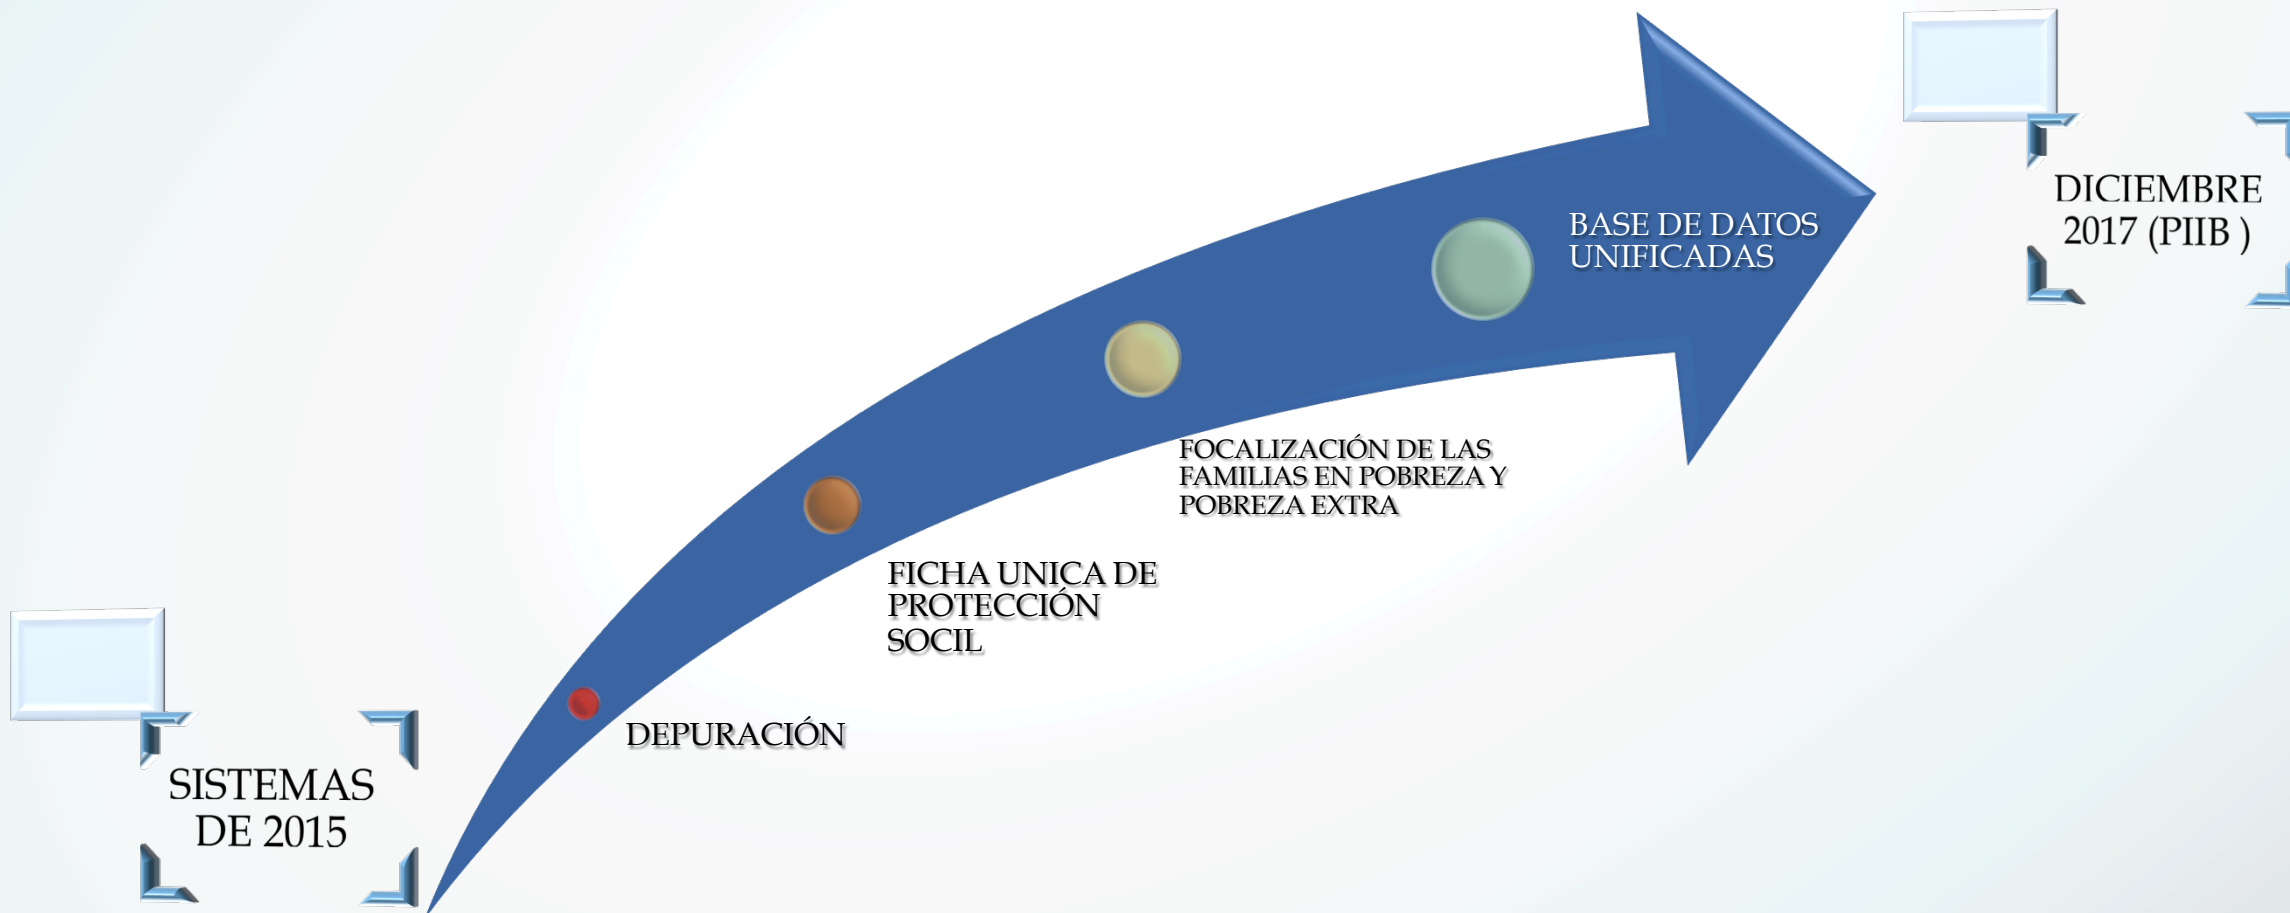 SISTEMAS
DE 2015
DEPURACIÓN
FICHA UNICA DE
PROTECCIÓN
SOCIL
FOCALIZACIÓN DE LAS
FAMILIAS EN POBREZA Y
POBREZA EXTRA
BASE DE DATOS
UNIFICADAS
DICIEMBRE
2017 (PIIB )